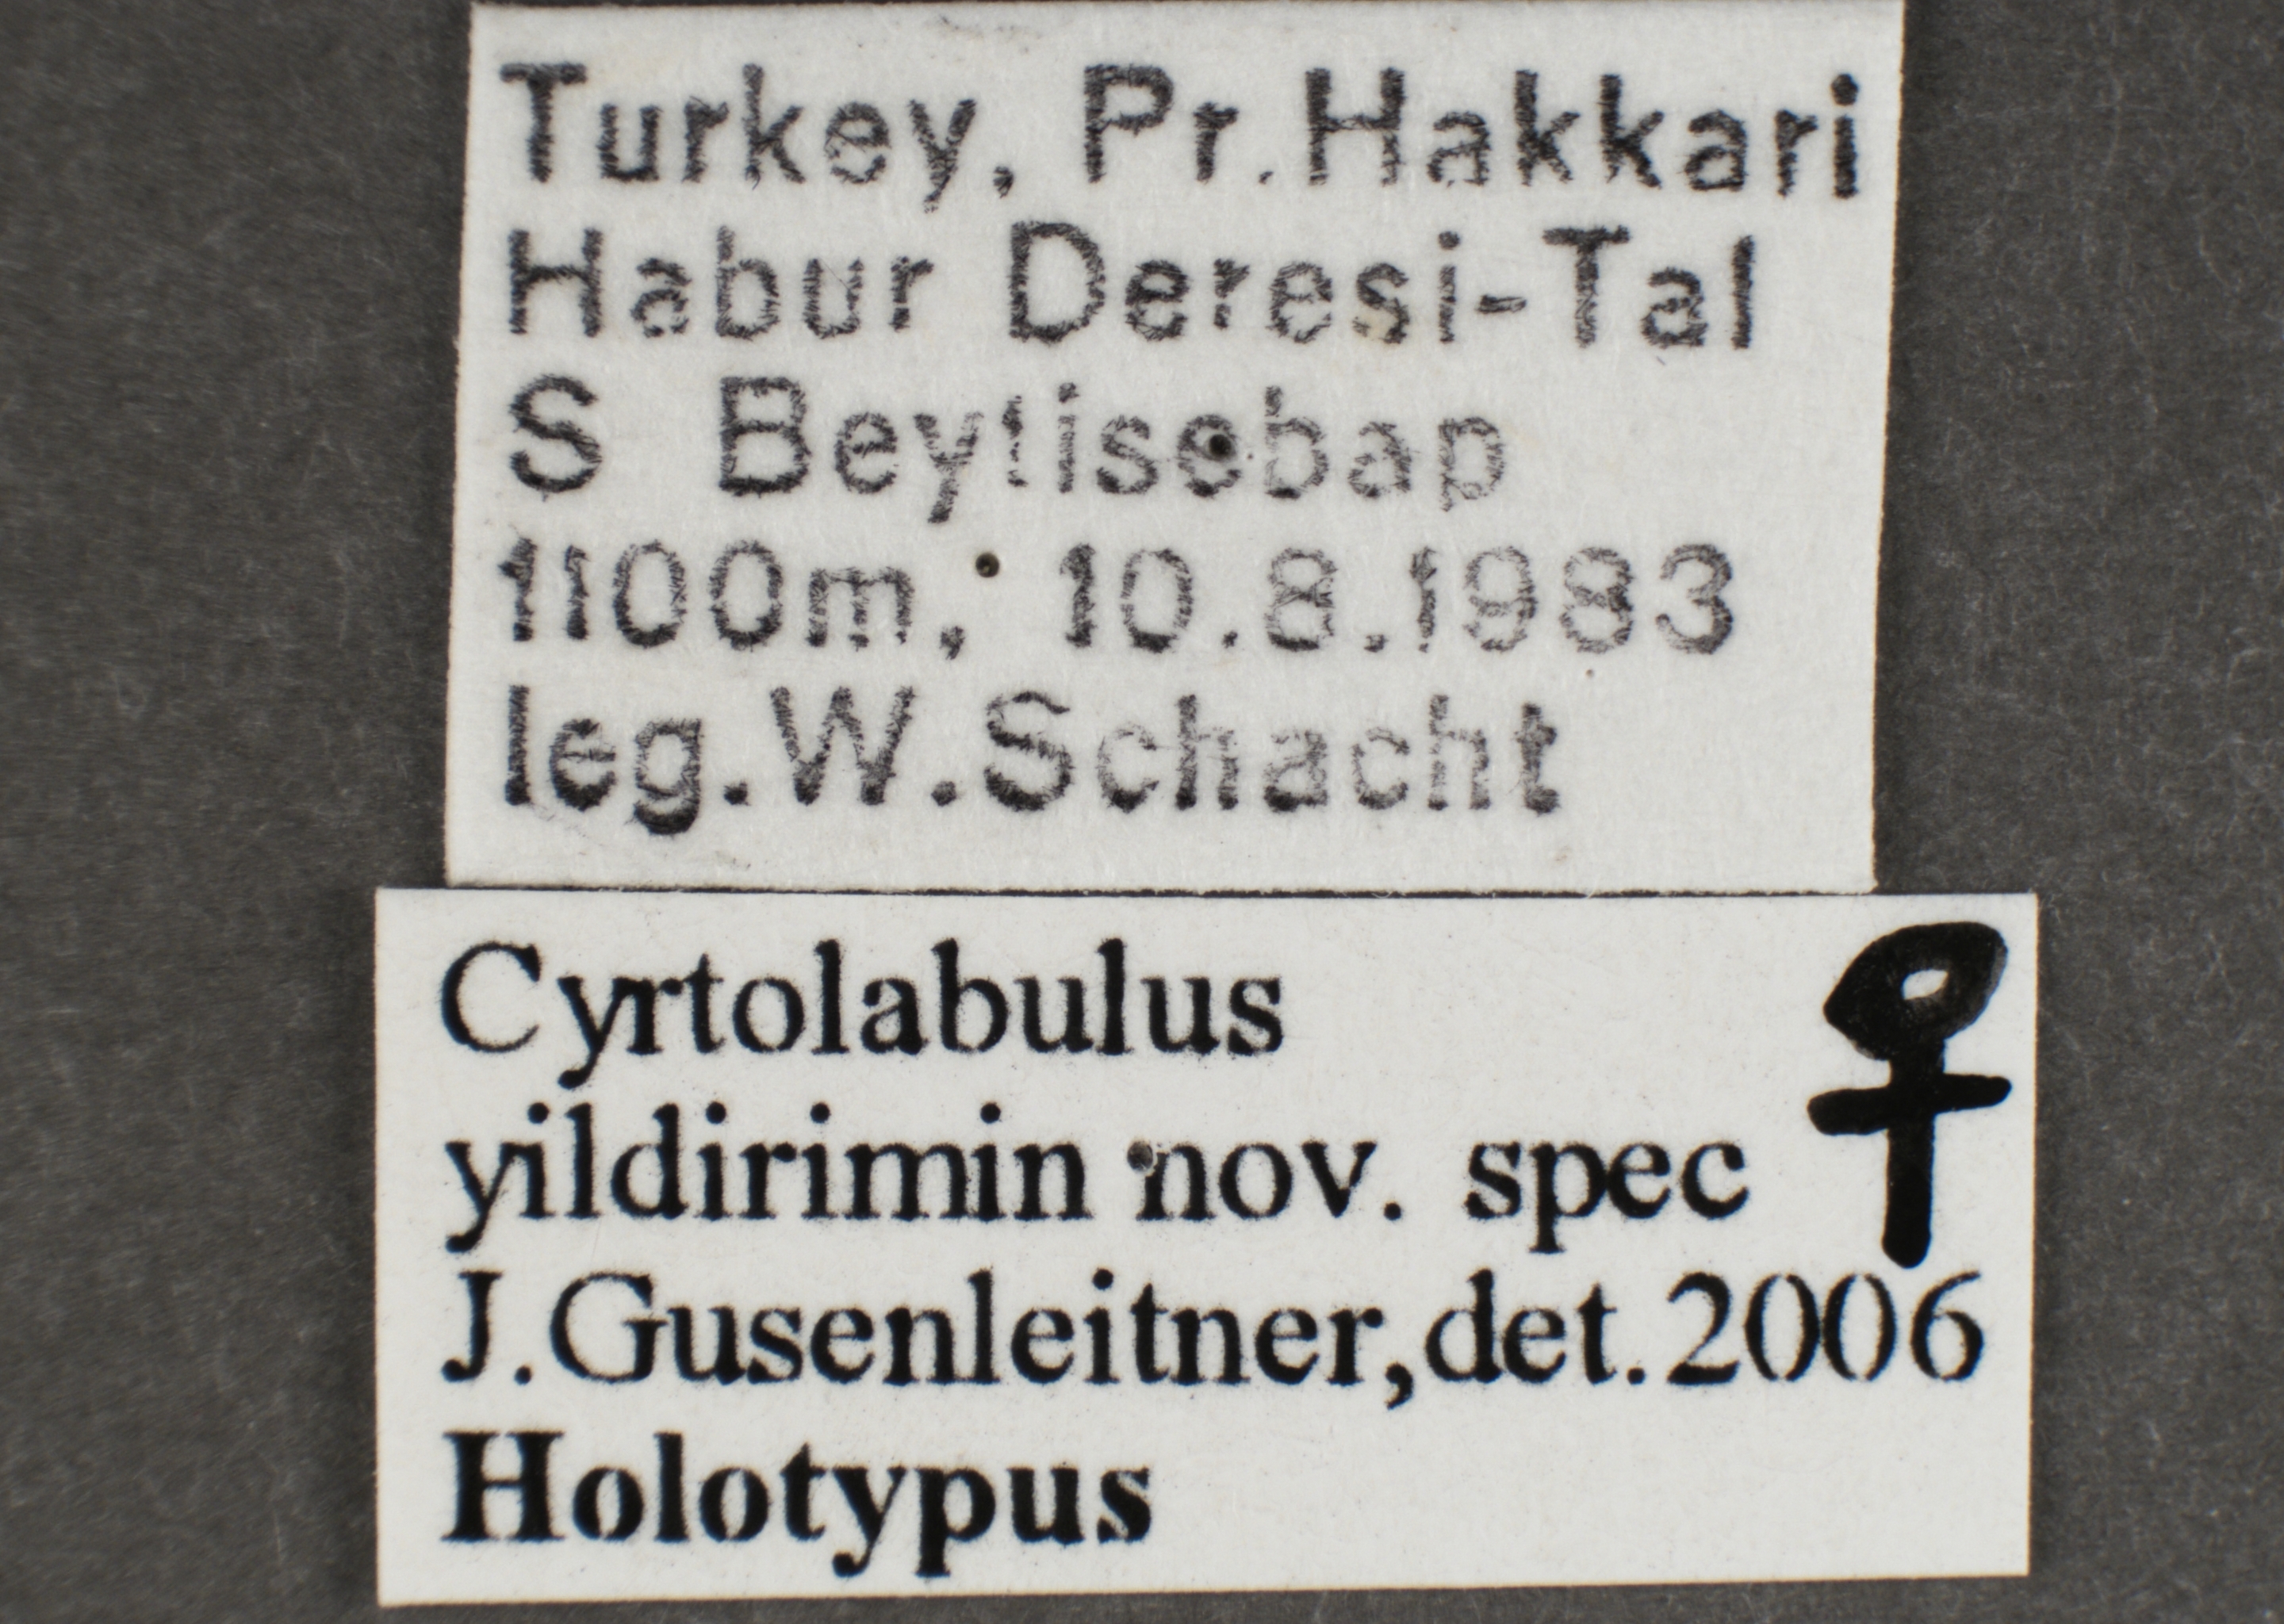 Turkey, Pr.Hakkari
Habur Deresi-Tal
S Beytisebap
1100m, 10.8.1983
leg.W.Schacht
Cyrtolabulus ♀
yildirimin nov. spec
J.Gusenleitner,det.2006
Holotypus